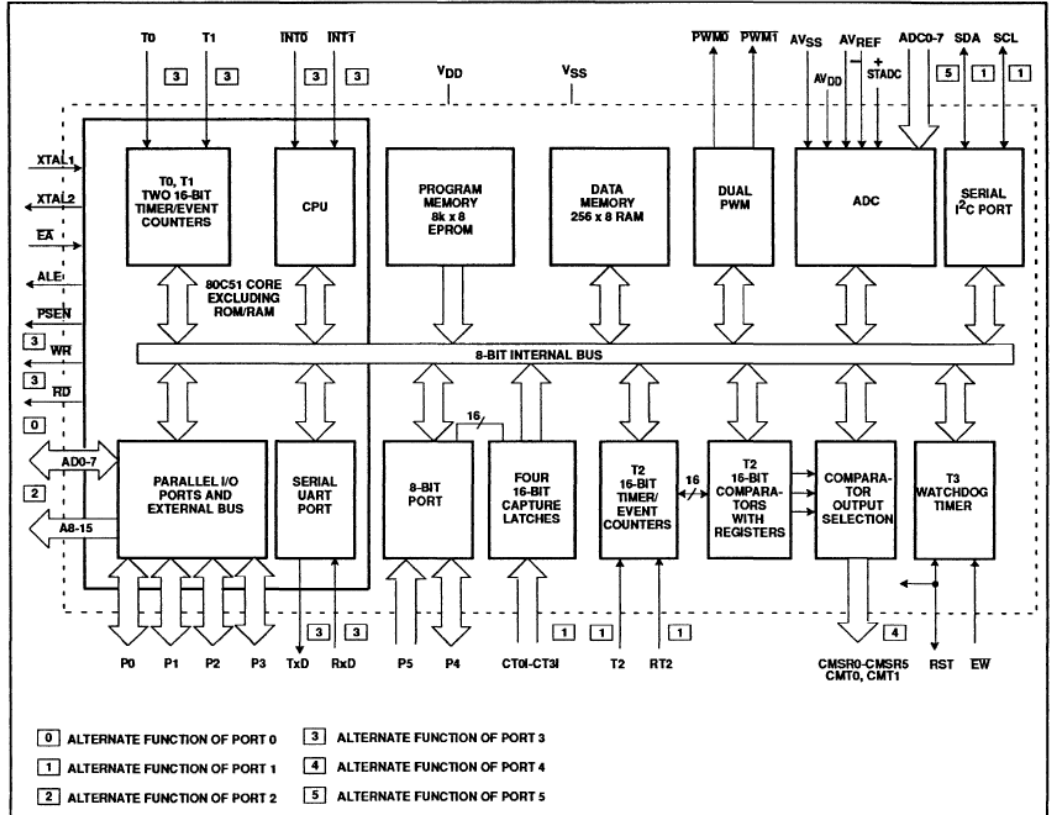 T0 T1 INT0 INT1 PWM0 PWM1 AVSS AVREF ADC0-7 SDA SCL
– +
STADC
AVDD
3 3 3 3 5 1 1
VDD VSS
XTAL1
XTAL2
EA
ALE
PSEN
3
WR
3
RD
0
AD0-7
2
A8-15
T0, T1
TWO 16-BIT
TIMER/EVENT
COUNTERS
CPU
PROGRAM
MEMORY
8k x 8
EPROM
DATA
MEMORY
256 x 8 RAM
DUAL
PWM
ADC
SERIAL
I2C PORT
80C51 CORE
EXCLUDING
ROM/RAM
8-BIT INTERNAL BUS
PARALLEL I/O
PORTS AND
EXTERNAL BUS
SERIAL
UART
PORT
8-BIT
PORT
16
FOUR
16-BIT
CAPTURE
LATCHES
T2
16-BIT
TIMER/
EVENT
COUNTERS
16
T2
16-BIT
COMPARA-
TORS
WITH
REGISTERS
COMPARA-
TOR
OUTPUT
SELECTION
T3
WATCHDOG
TIMER
3 3 1 1 1 4
P0 P1 P2 P3 TxD RxD P5 P4 CT0I-CT3I T2 RT2 CMSR0-CMSR5 RST EW
CMT0, CMT1
0 ALTERNATE FUNCTION OF PORT 0
1 ALTERNATE FUNCTION OF PORT 1
2 ALTERNATE FUNCTION OF PORT 2
3 ALTERNATE FUNCTION OF PORT 3
4 ALTERNATE FUNCTION OF PORT 4
5 ALTERNATE FUNCTION OF PORT 5